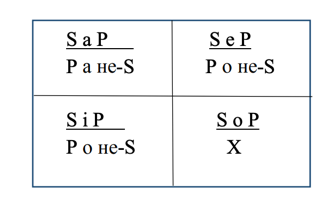 S a P
P а не-S
S e P
P о не-S
S i P
P о не-S
S o P
X